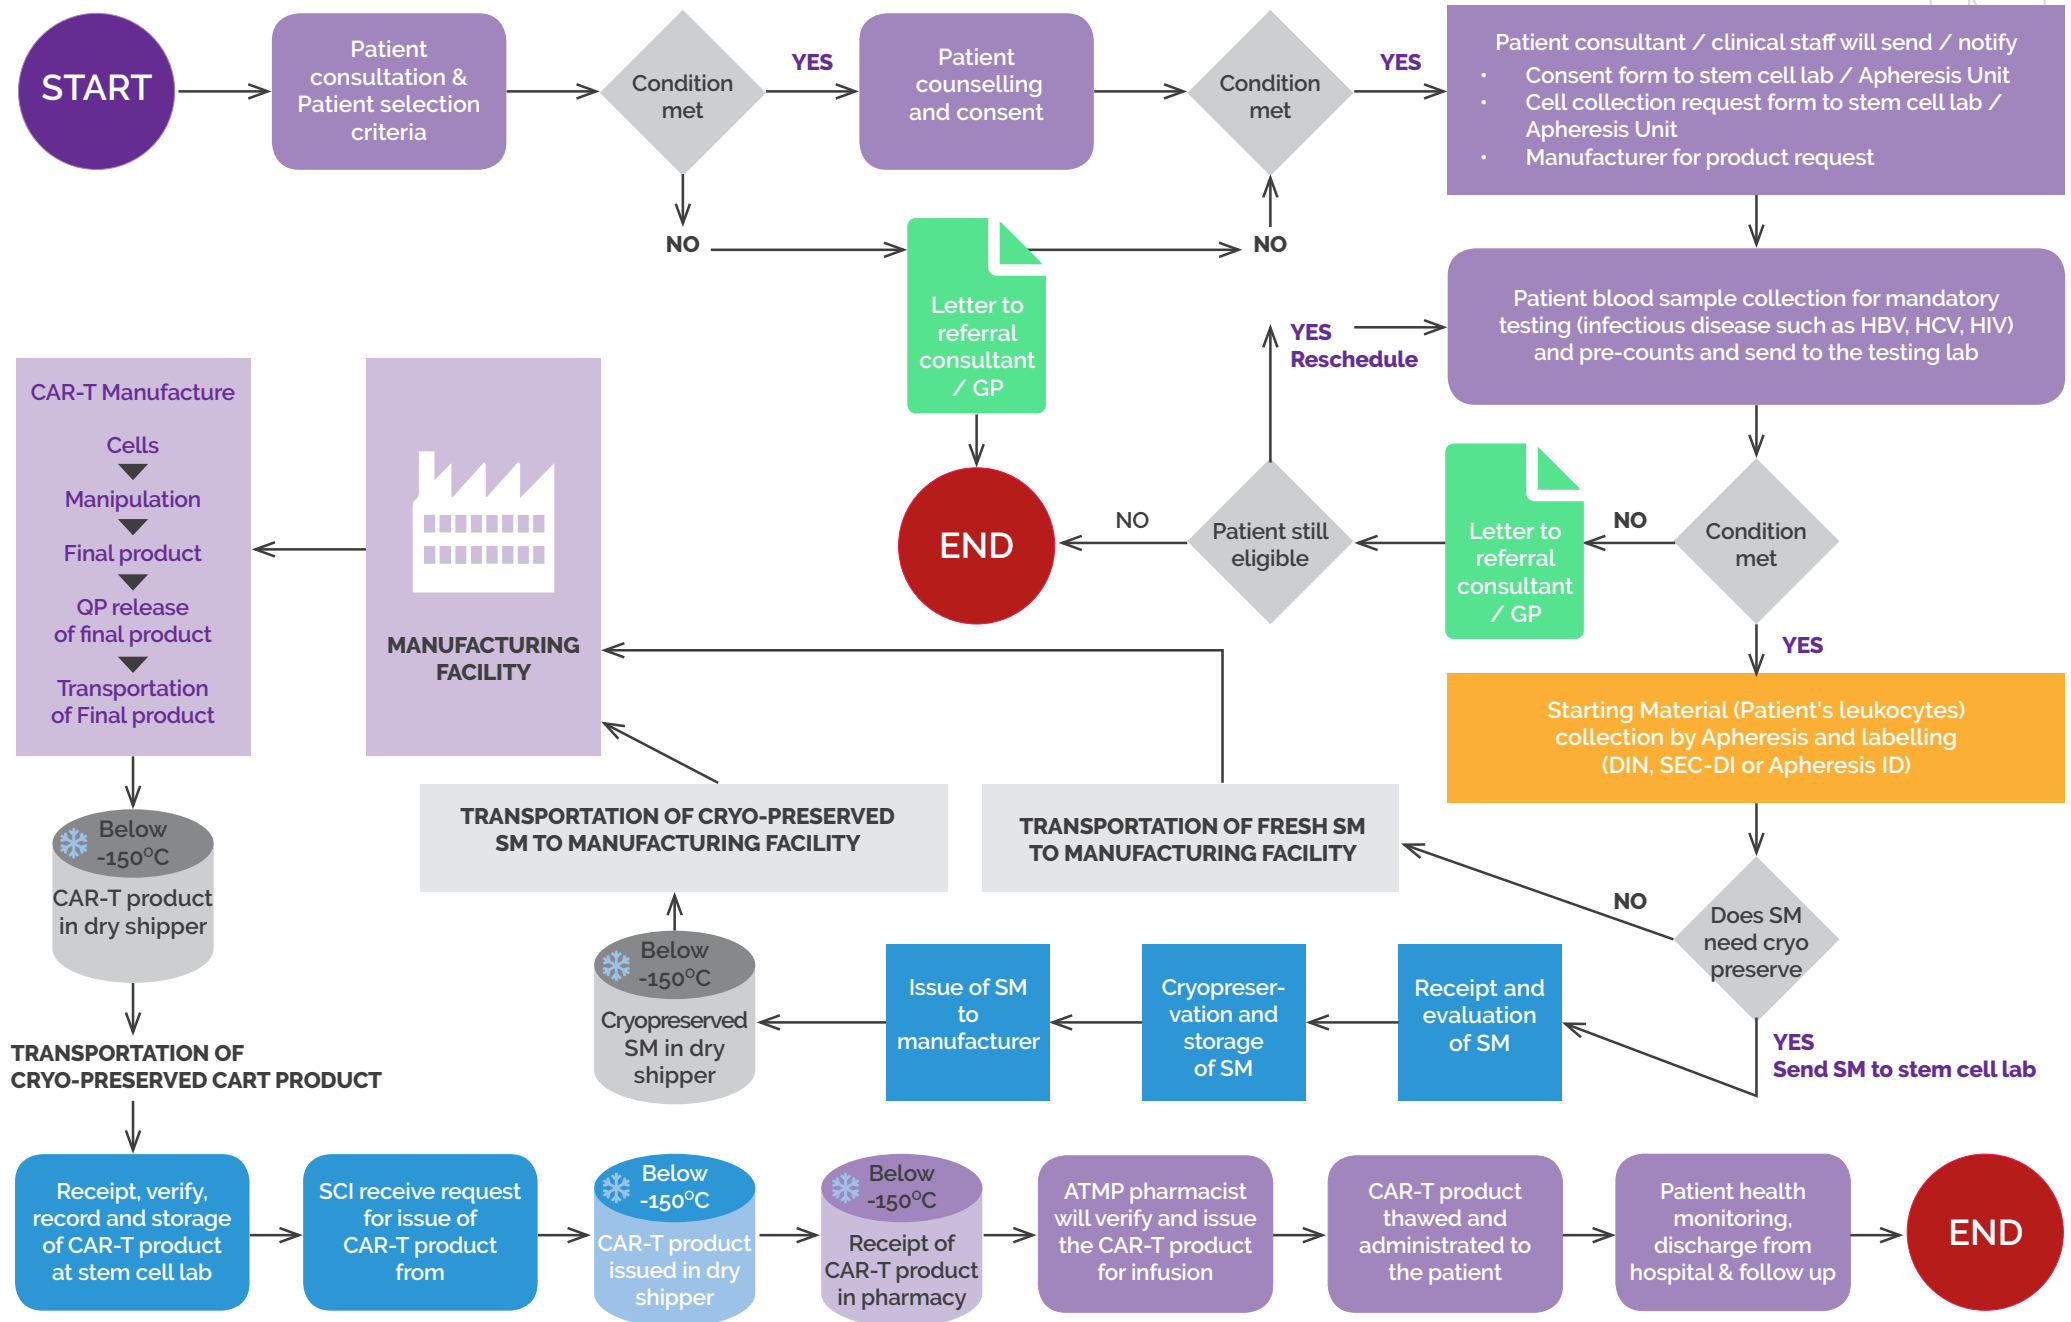 START
Patient
consultation &
Patient selection
criteria
Condition
met
YES
Patient
counselling
and consent
Condition
met
YES
Patient consultant / clinical staff will send / notify
• Consent form to stem cell lab / Apheresis Unit
• Cell collection request form to stem cell lab /
Apheresis Unit
• Manufacturer for product request
NO
NO
Letter to
referral
consultant
/ GP
YES
Reschedule
Patient blood sample collection for mandatory
testing (infectious disease such as HBV, HCV, HIV)
and pre-counts and send to the testing lab
END
NO
Patient still
eligible
Letter to
referral
consultant
/ GP
NO
Condition
met
YES
CAR-T Manufacture
Cells
Manipulation
Final product
QP release
of final product
Transportation
of Final product
MANUFACTURING
FACILITY
Starting Material (Patient's leukocytes)
collection by Apheresis and labelling
(DIN, SEC-DI or Apheresis ID)
TRANSPORTATION OF CRYO-PRESERVED
SM TO MANUFACTURING FACILITY
TRANSPORTATION OF FRESH SM
TO MANUFACTURING FACILITY
NO
Does SM
need cryo
preserve
YES
Send SM to stem cell lab
Below
-150°C
CAR-T product
in dry shipper
Below
-150°C
Cryopreserved
SM in dry
shipper
Issue of SM
to
manufacturer
Cryopreser-
vation and
storage
of SM
Receipt and
evaluation
of SM
TRANSPORTATION OF
CRYO-PRESERVED CART PRODUCT
Receipt, verify,
record and storage
of CAR-T product
at stem cell lab
SCI receive request
for issue of
CAR-T product
from
Below
-150°C
CAR-T product
issued in dry
shipper
Below
-150°C
Receipt of
CAR-T product
in pharmacy
ATMP pharmacist
will verify and issue
the CAR-T product
for infusion
CAR-T product
thawed and
administrated to
the patient
Patient health
monitoring,
discharge from
hospital & follow up
END